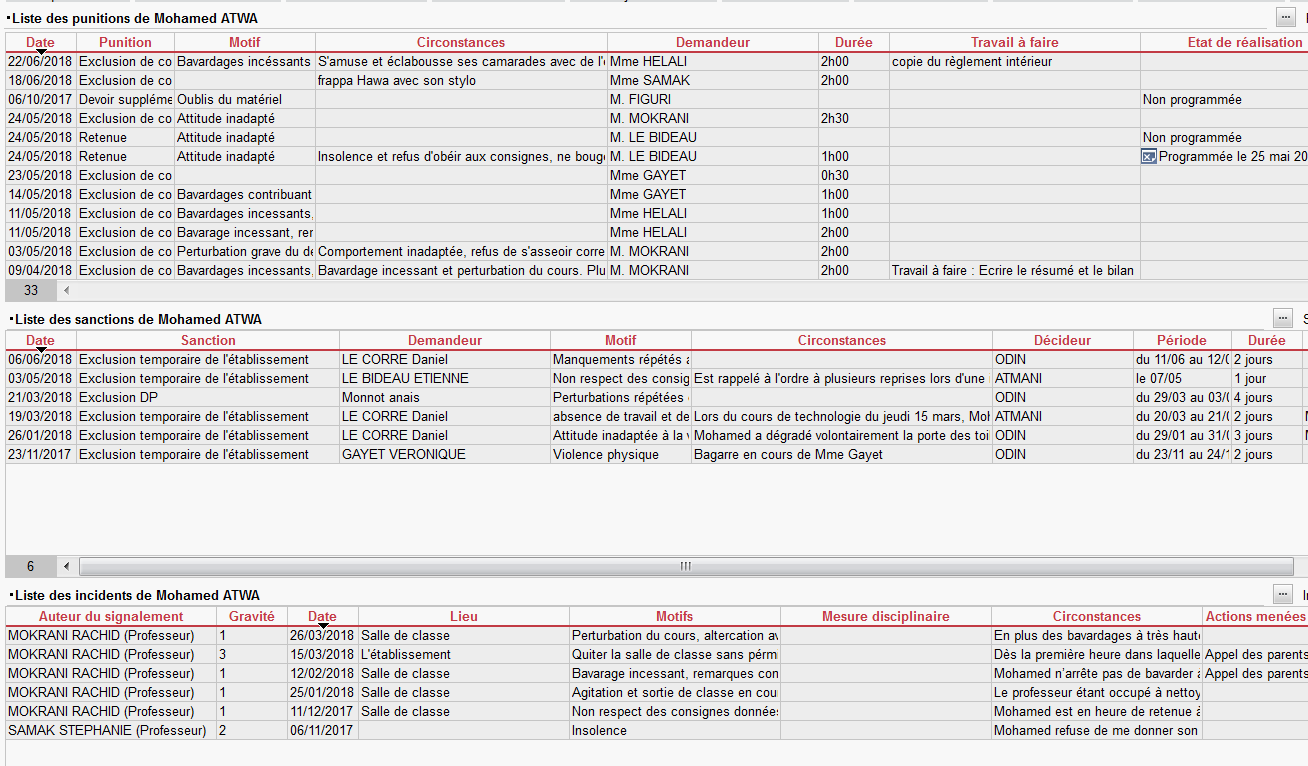 Liste des punitions de Mohamed ATWA ...
Date Punition Motif Circonstances Demandeur Durée Travail à faire Etat de réalisation
22/06/2018 Exclusion de co Bavardages incéssants S'amuse et éclabousse ses camarades avec de l'e Mme HELALI 2h00 copie du règlement intérieur
18/06/2018 Exclusion de co frappa Hawa avec son stylo Mme SAMAK 2h00
06/10/2017 Devoir suppléme Oublis du matériel M. FIGURI Non programmée
24/05/2018 Exclusion de co Attitude inadapté M. MOKRANI 2h30
24/05/2018 Retenue Attitude inadapté M. LE BIDEAU Non programmée
24/05/2018 Retenue Attitude inadapté Insolence et refus d'obéir aux consignes, ne boug M. LE BIDEAU 1h00 Programmée le 25 mai 20
23/05/2018 Exclusion de co Mme GAYET 0h30
14/05/2018 Exclusion de co Bavardages contribuant Mme GAYET 1h00
11/05/2018 Exclusion de co Bavardages incessants, Mme HELALI 1h00
11/05/2018 Exclusion de co Bavarage incessant, rer Mme HELALI 2h00
03/05/2018 Exclusion de co Perturbation grave du de Comportement inadaptée, refus de s'asseoir corre M. MOKRANI 2h00
09/04/2018 Exclusion de co Bavardages incessants, Bavardage incessant et perturbation du cours. Plu M. MOKRANI 2h00 Travail à faire : Ecrire le résumé et le bilan
33
Liste des sanctions de Mohamed ATWA ... S
Date Sanction Demandeur Motif Circonstances Décideur Période Durée
06/06/2018 Exclusion temporaire de l'établissement LE CORRE Daniel Manquements répétés a ODIN du 11/06 au 12/0 2 jours
03/05/2018 Exclusion temporaire de l'établissement LE BIDEAU ETIENNE Non respect des consig Est rappelé à l'ordre à plusieurs reprises lors d'une ATMANI le 07/05 1 jour
21/03/2018 Exclusion DP Monnot anais Perturbations répétées ODIN du 29/03 au 03/0 4 jours
19/03/2018 Exclusion temporaire de l'établissement LE CORRE Daniel absence de travail et de Lors du cours de technologie du jeudi 15 mars, Moh ATMANI du 20/03 au 21/0 2 jours
26/01/2018 Exclusion temporaire de l'établissement LE CORRE Daniel Attitude inadaptée à la v Mohamed a dégradé volontairement la porte des toi ODIN du 29/01 au 31/0 3 jours
23/11/2017 Exclusion temporaire de l'établissement GAYET VERONIQUE Violence physique Bagarre en cours de Mme Gayet ODIN du 23/11 au 24/1 2 jours
6
Liste des incidents de Mohamed ATWA ...
Auteur du signalement Gravité Date Lieu Motifs Mesure disciplinaire Circonstances Actions menées
MOKRANI RACHID (Professeur) 1 26/03/2018 Salle de classe Perturbation du cours, altercation av En plus des bavardages à très haute
MOKRANI RACHID (Professeur) 3 15/03/2018 L'établissement Quiter la salle de classe sans pérm Dès la première heure dans laquelle Appel des parents
MOKRANI RACHID (Professeur) 1 12/02/2018 Salle de classe Bavarage incessant, remarques con Mohamed n'arrête pas de bavarder a Appel des parents
MOKRANI RACHID (Professeur) 1 25/01/2018 Salle de classe Agitation et sortie de classe en cou Le professeur étant occupé à nettoy
MOKRANI RACHID (Professeur) 1 11/12/2017 Salle de classe Non respect des consignes données Mohamed est en heure de retenue à
SAMAK STEPHANIE (Professeur) 2 06/11/2017 Insolence Mohamed refuse de me donner son